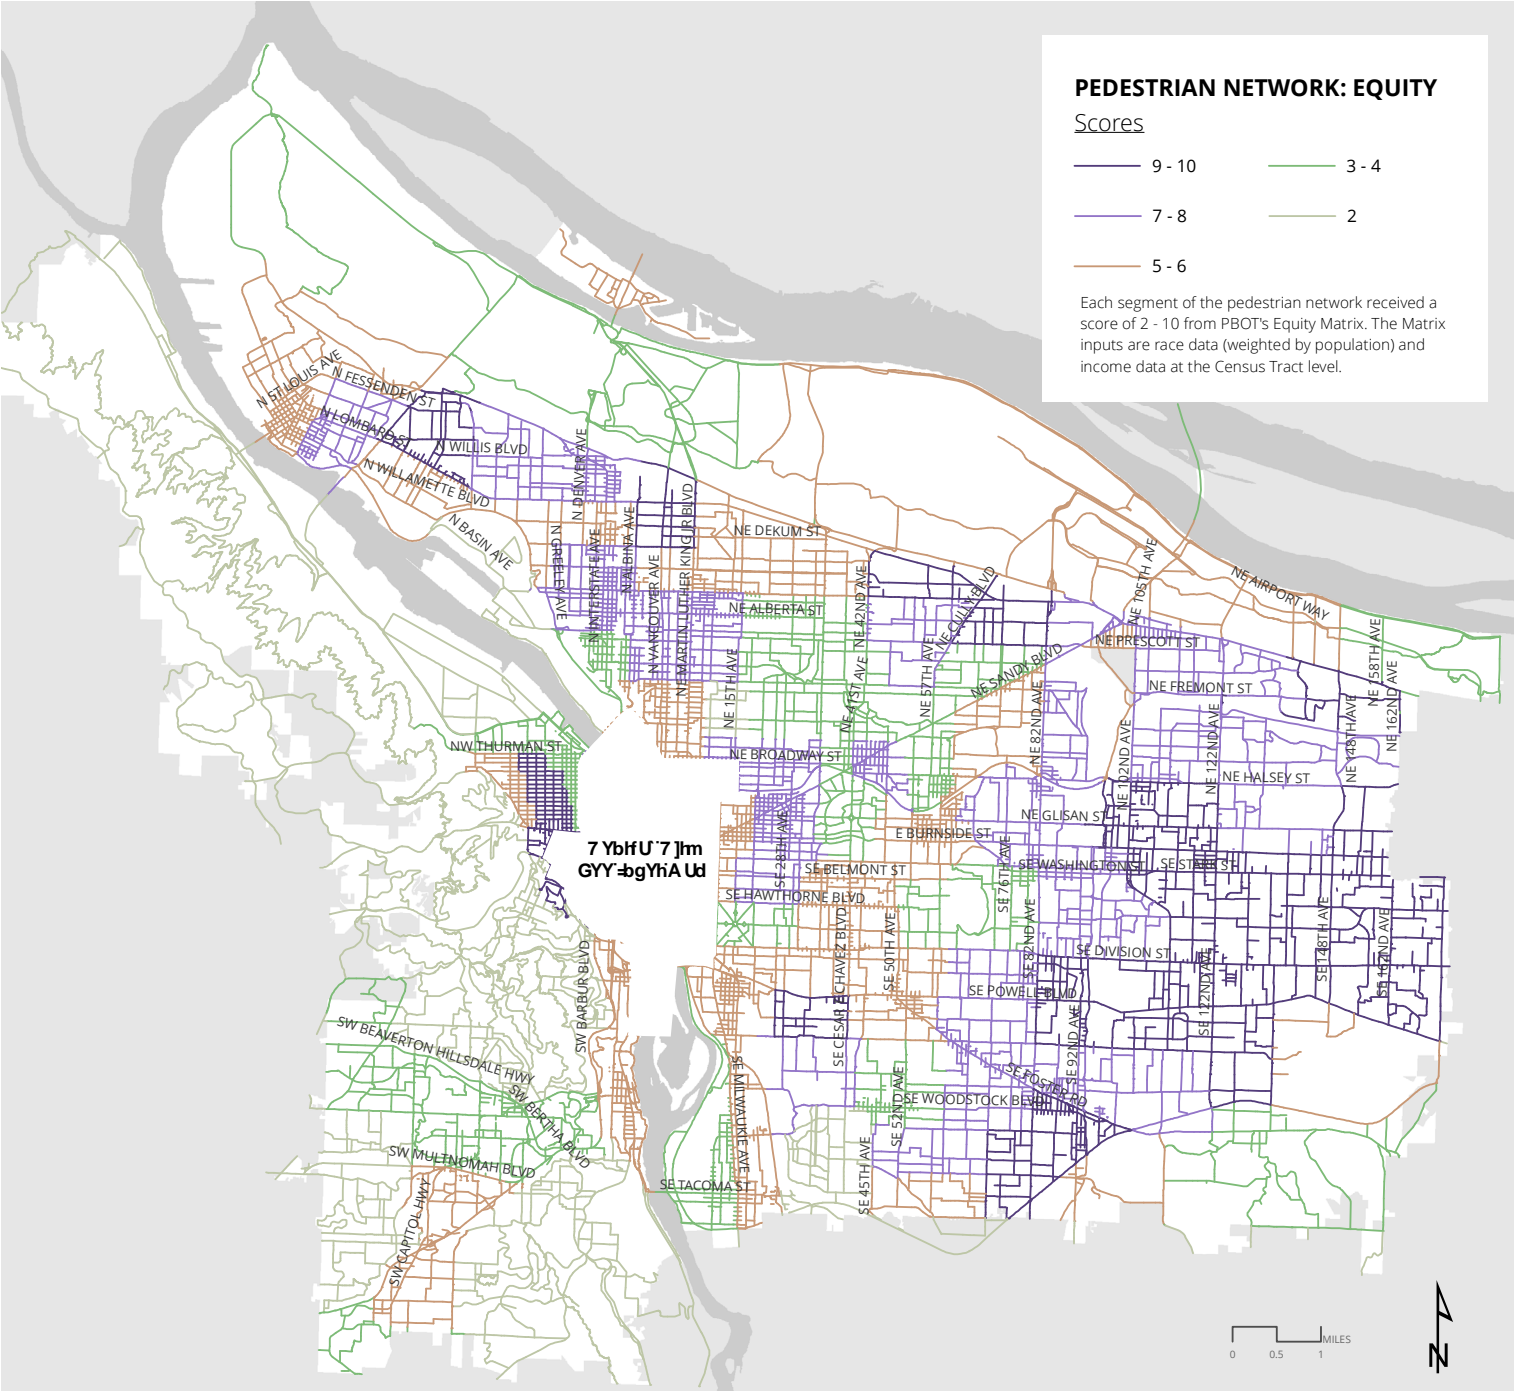 PEDESTRIAN NETWORK: EQUITY
Scores
9 - 10
3 - 4
7 - 8
2
5 - 6
Each segment of the pedestrian network received a
score of 2 - 10 from PBOT's Equity Matrix. The Matrix
inputs are race data (weighted by population) and
income data at the Census Tract level.
N ST LOUIS AVE
N FESSENDEN ST
N LOMBARD ST
N WILLIS BLVD
N WILLAMETTE BLVD
N DENVER AVE
N BASIN AVE
N GREELEY AVE
N INTERSTATE AVE
N ALBINA AVE
N VANCOUVER AVE
NE MARTIN LUTHER KING JR BLVD
NE DEKUM ST
NE ALBERTA ST
NE 15TH AVE
NE 42ND AVE
NE 41ST AVE
NE 57TH AVE
NE CULLY BLVD
NE SANDY BLVD
NE 82ND AVE
NE 105TH AVE
NE PRESCOTT ST
NE AIRPORT WAY
NE FREMONT ST
NE 102ND AVE
NE 122ND AVE
NE 148TH AVE
NE 158TH AVE
NE 162ND AVE
NE HALSEY ST
NE GLISAN ST
NW THURMAN ST
NE BROADWAY ST
E BURNSIDE ST
SE 28TH AVE
SE BELMONT ST
SE HAWTHORNE BLVD
SE 76TH AVE
SE WASHINGTON ST
SE STARK ST
SE CESAR E CHAVEZ BLVD
SE 50TH AVE
SE 82ND AVE
SE DIVISION ST
SE POWELL BLVD
SE 92ND AVE
SE 122ND AVE
SE 148TH AVE
SE 162ND AVE
SE FOSTER RD
SE WOODSTOCK BLVD
SE 52ND AVE
SE 45TH AVE
SE MILWAUKIE AVE
SE TACOMA ST
SW BARBUR BLVD
SW BEAVERTON HILLSDALE HWY
SW BERTHA BLVD
SW MULTNOMAH BLVD
SW CAPITOL HWY
MILES
0 0.5 1
N